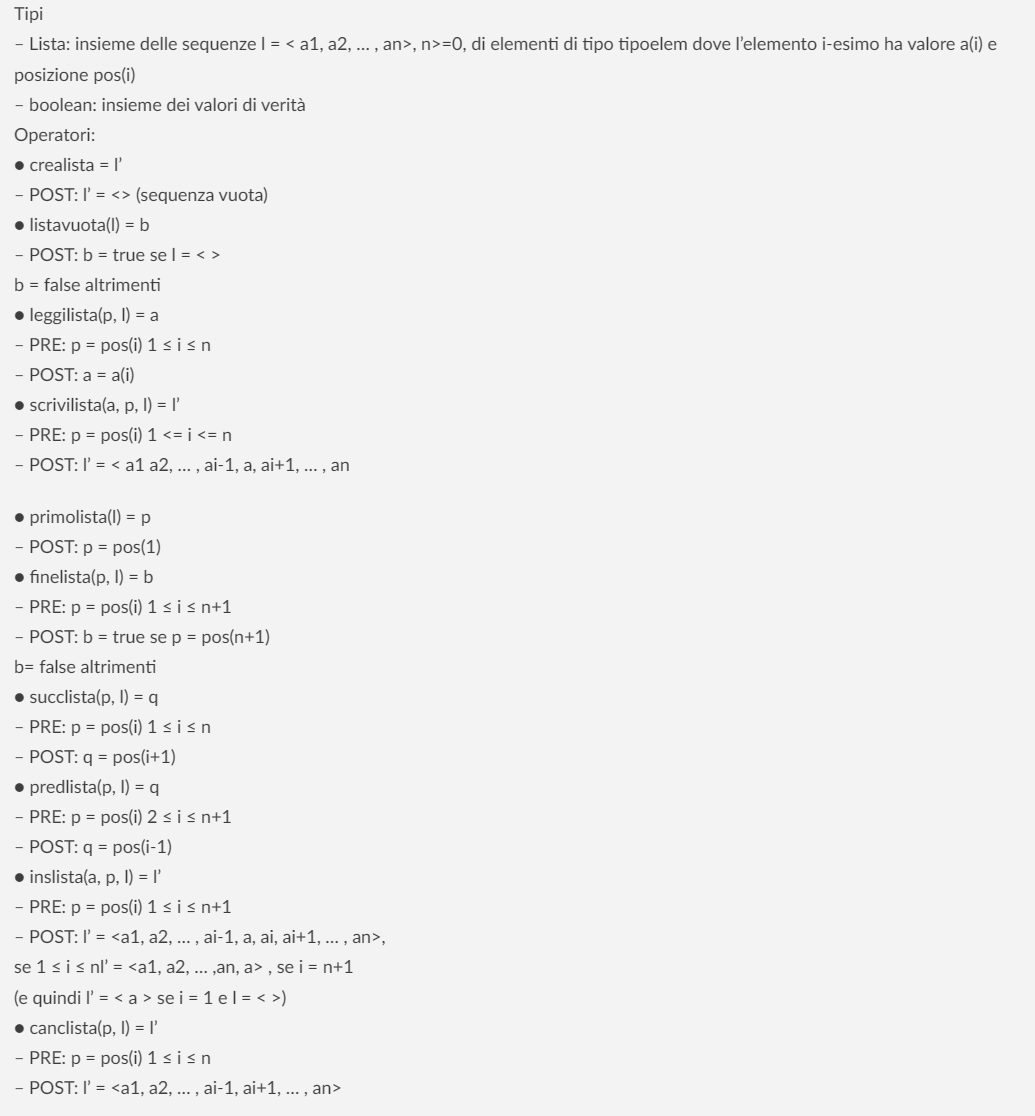 Tipi
– Lista: insieme delle sequenze l = < a1, a2, … , an>, n>=0, di elementi di tipo tipoelem dove l’elemento i-esimo ha valore a(i) e
posizione pos(i)
– boolean: insieme dei valori di verità
Operatori:
● crealista = l’
– POST: l’ = <> (sequenza vuota)
● listavuota(l) = b
– POST: b = true se l = < >
b = false altrimenti
● leggilista(p, l) = a
– PRE: p = pos(i) 1 ≤ i ≤ n
– POST: a = a(i)
● scrivilista(a, p, l) = l’
– PRE: p = pos(i) 1 <= i <= n
– POST: l’ = < a1 a2, … , ai-1, a, ai+1, … , an
● primolista(l) = p
– POST: p = pos(1)
● finelista(p, l) = b
– PRE: p = pos(i) 1 ≤ i ≤ n+1
– POST: b = true se p = pos(n+1)
b= false altrimenti
● succlista(p, l) = q
– PRE: p = pos(i) 1 ≤ i ≤ n
– POST: q = pos(i+1)
● predlista(p, l) = q
– PRE: p = pos(i) 2 ≤ i ≤ n+1
– POST: q = pos(i-1)
● inslista(a, p, l) = l’
– PRE: p = pos(i) 1 ≤ i ≤ n+1
– POST: l’ = <a1, a2, … , ai-1, a, ai, ai+1, … , an>,
se 1 ≤ i ≤ nl’ = <a1, a2, … ,an, a> , se i = n+1
(e quindi l’ = < a > se i = 1 e l = < >)
● canclista(p, l) = l’
– PRE: p = pos(i) 1 ≤ i ≤ n
– POST: l’ = <a1, a2, … , ai-1, ai+1, … , an>